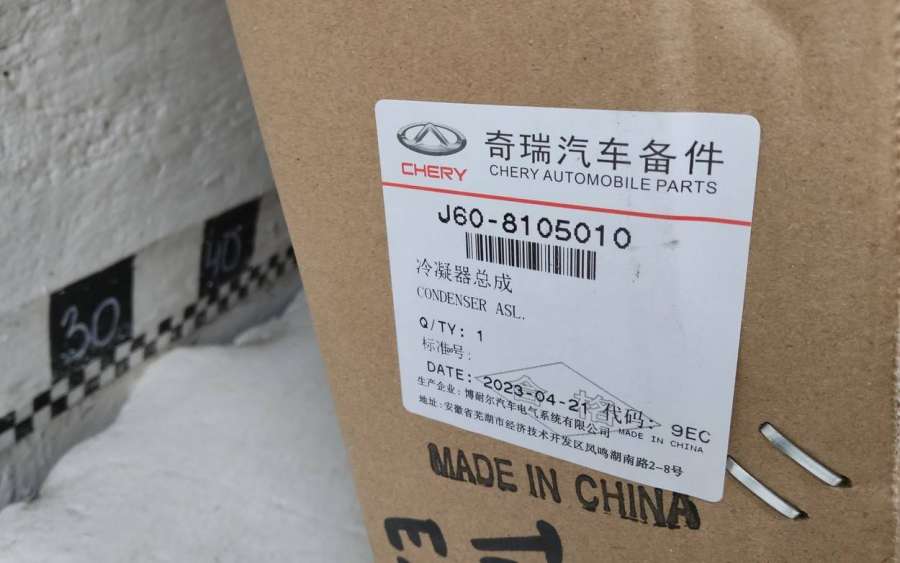 奇瑞汽车备件
CHERY
CHERY AUTOMOBILE PARTS
J60-8105010
冷凝器总成
CONDENSER ASL.
Q/TY: 1
标准号:
DATE: 2023-04-21 代码: 9EC
合格
生产企业: 博耐尔汽车电气系统有限公司 MADE IN CHINA
地址: 安徽省芜湖市经济技术开发区凤鸣湖南路2-8号
MADE IN CHINA
30
40